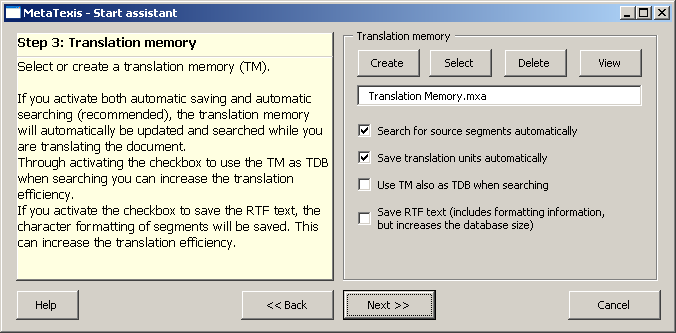 MetaTexis - Start assistant
Step 3: Translation memory
Select or create a translation memory (TM).
If you activate both automatic saving and automatic
searching (recommended), the translation memory
will automatically be updated and searched while you
are translating the document.
Through activating the checkbox to use the TM as TDB
when searching you can increase the translation
efficiency.
If you activate the checkbox to save the RTF text, the
character formatting of segments will be saved. This
can increase the translation efficiency.
Translation memory
Create Select Delete View
Translation Memory.mxa
Search for source segments automatically
Save translation units automatically
Use TM also as TDB when searching
Save RTF text (includes formatting information,
but increases the database size)
Help << Back Next >> Cancel